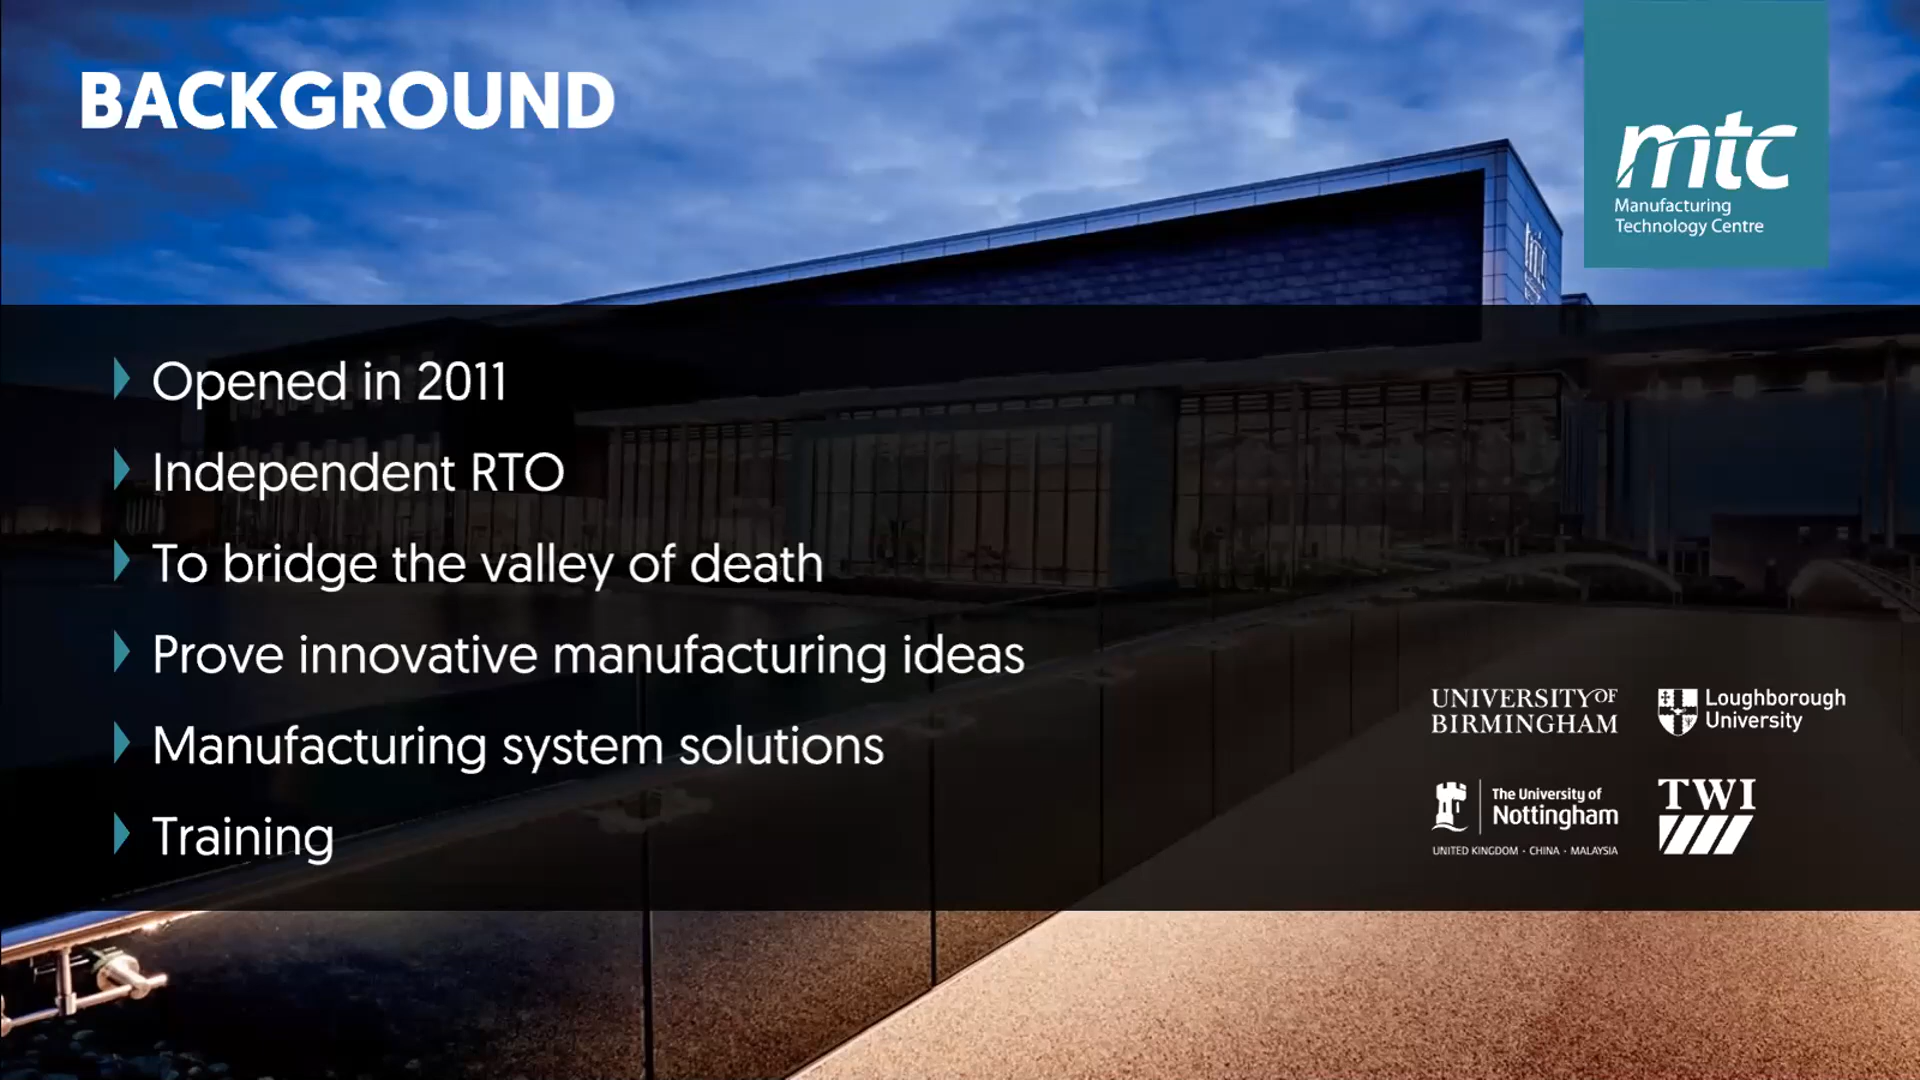 BACKGROUND
mtc
Manufacturing
Technology Centre
Opened in 2011
Independent RTO
To bridge the valley of death
Prove innovative manufacturing ideas
Manufacturing system solutions
Training
UNIVERSITY OF
BIRMINGHAM
Loughborough
University
The University of
Nottingham
UNITED KINGDOM · CHINA · MALAYSIA
TWI